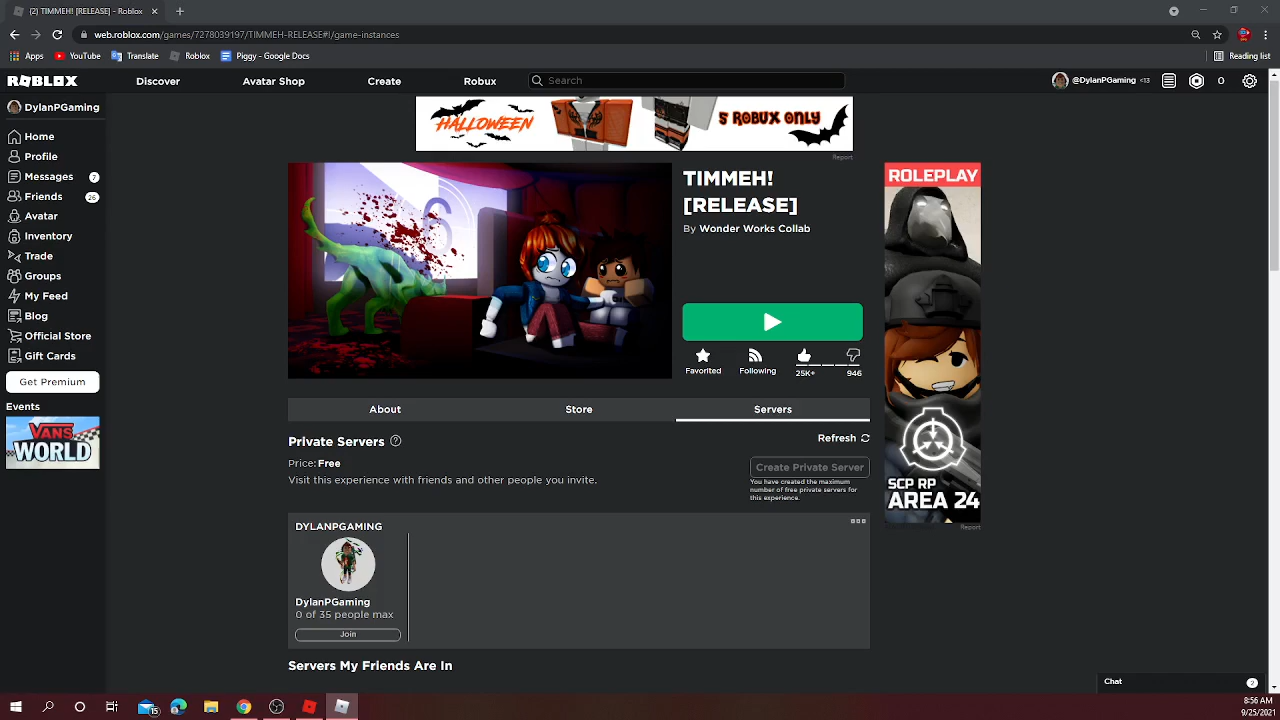 [2] TIMMEH! [RELEASE] - Roblox
web.roblox.com/games/7278039197/TIMMEH-RELEASE#!/game-instances
Apps YouTube Translate Roblox Piggy - Google Docs Reading list
ROBLOX Discover Avatar Shop Create Robux Search @DylanPGaming <13 0
DylanPGaming
Home
Profile
Messages 7
Friends 26
Avatar
Inventory
Trade
Groups
My Feed
Blog
Official Store
Gift Cards
Get Premium
Events
VANS
WORLD
HALLOWEEN 5 ROBUX ONLY
Report
6
TIMMEH!
[RELEASE]
By Wonder Works Collab
Favorited Following 25K+ 946
About Store Servers
Private Servers ?
Refresh
Price: Free
Visit this experience with friends and other people you invite.
Create Private Server
You have created the maximum
number of free private servers for
this experience.
DYLANPGAMING
DylanPGaming
0 of 35 people max
Join
Servers My Friends Are In
ROLEPLAY
SCP RP
AREA 24
Report
Chat 2
8:56 AM
9/25/2021